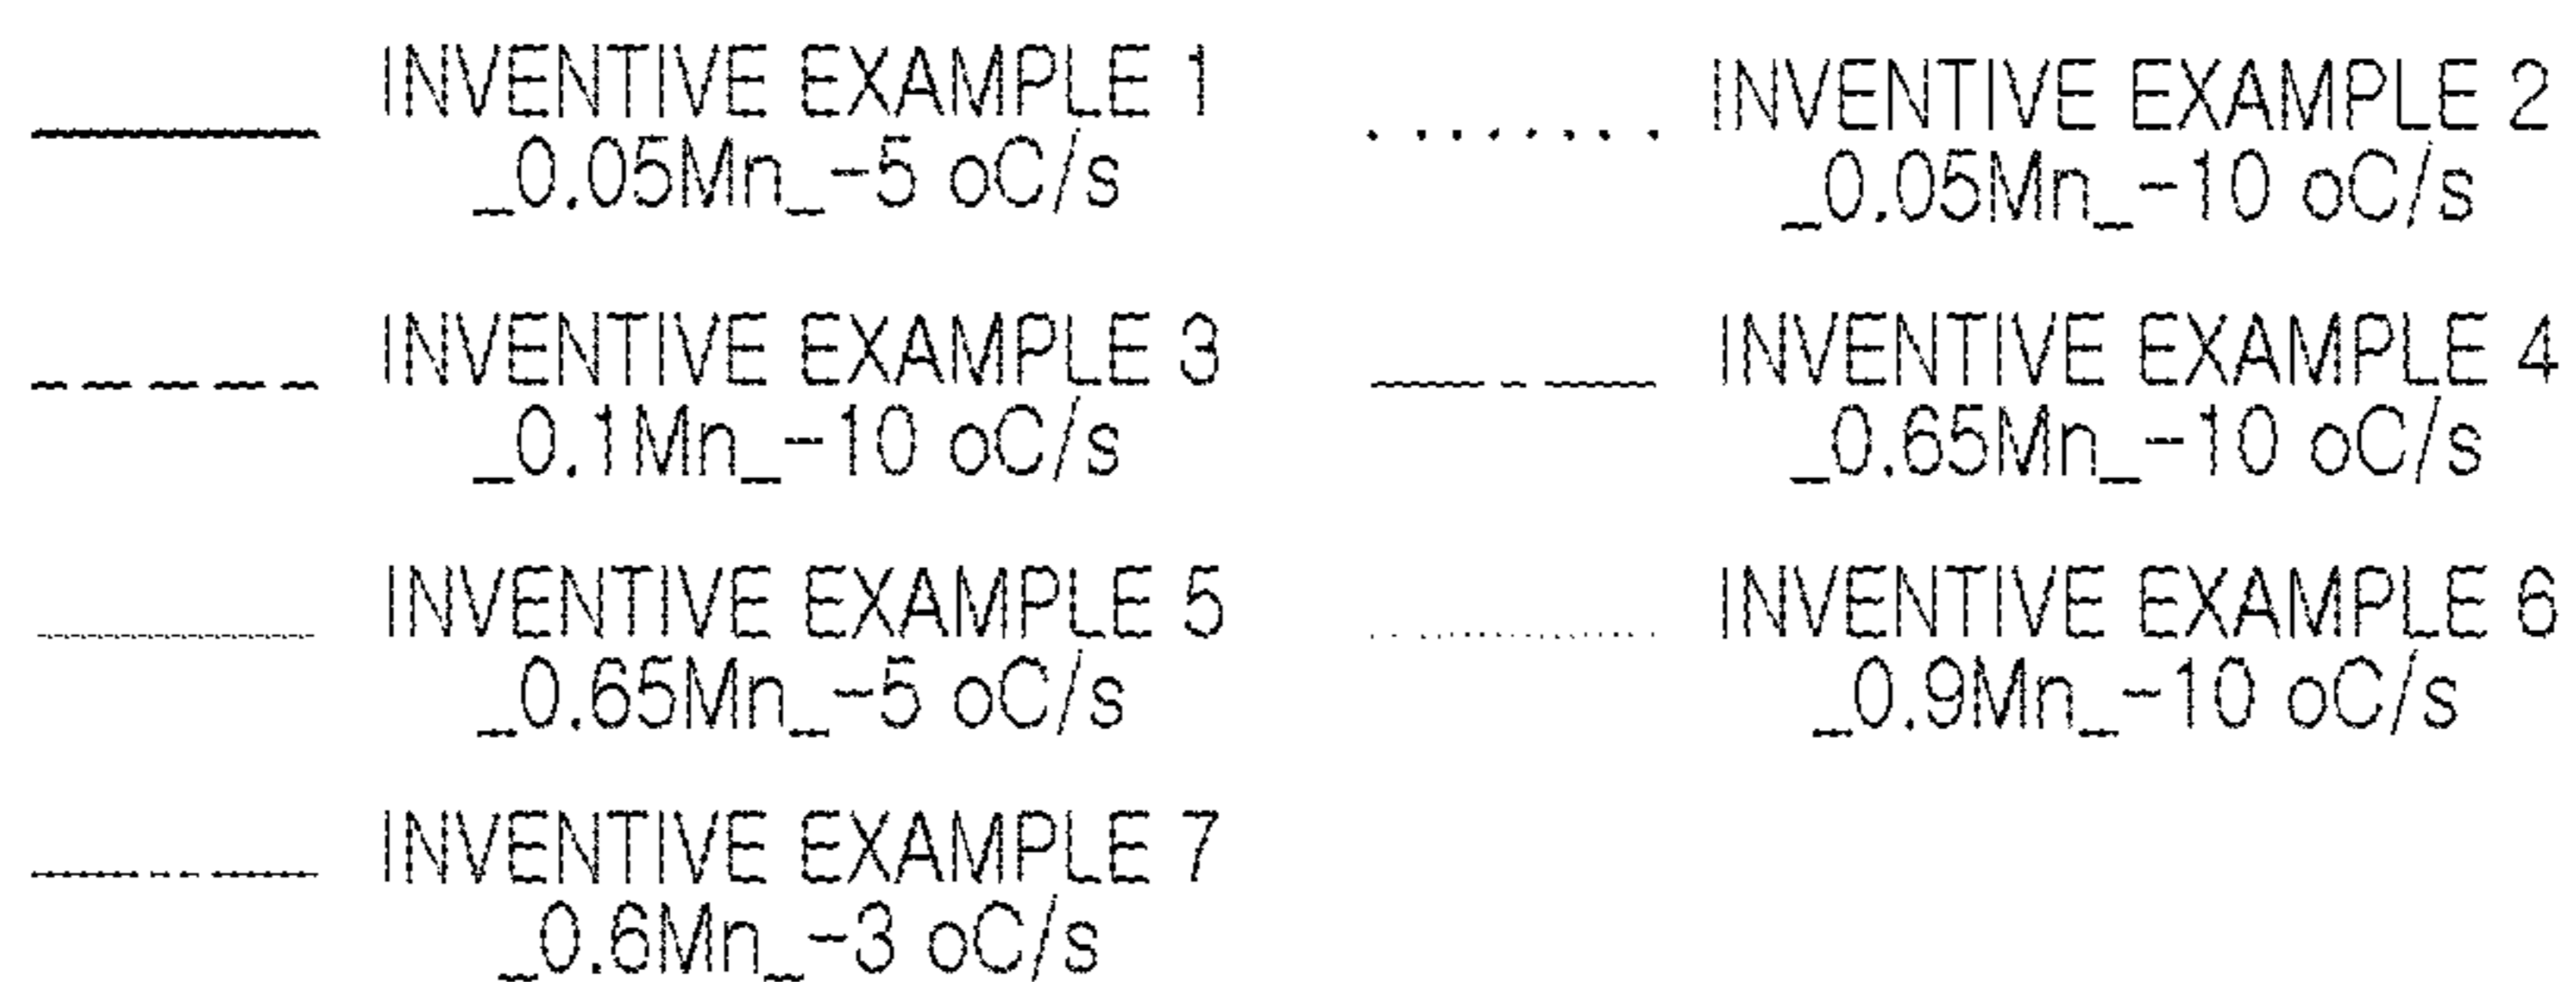 INVENTIVE EXAMPLE 1
_0.05Mn_-5 oC/s
INVENTIVE EXAMPLE 2
_0.05Mn_-10 oC/s
INVENTIVE EXAMPLE 3
_0.1Mn_-10 oC/s
INVENTIVE EXAMPLE 4
_0.65Mn_-10 oC/s
INVENTIVE EXAMPLE 5
_0.65Mn_-5 oC/s
INVENTIVE EXAMPLE 6
_0.9Mn_-10 oC/s
INVENTIVE EXAMPLE 7
_0.6Mn_-3 oC/s